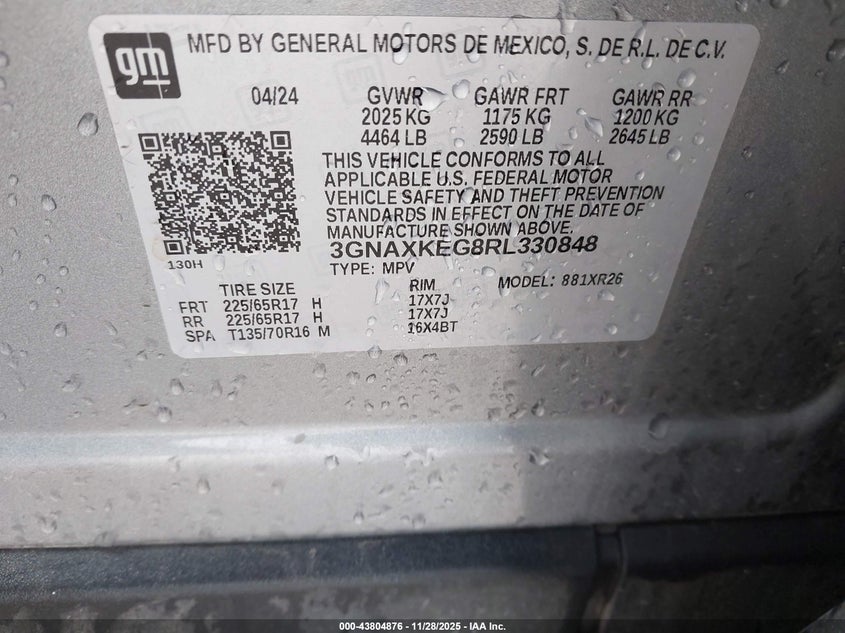 gm
MFD BY GENERAL MOTORS DE MEXICO, S. DE R.L. DE C.V.
04/24 GVWR GAWR FRT GAWR RR
2025 KG 1175 KG 1200 KG
4464 LB 2590 LB 2645 LB
THIS VEHICLE CONFORMS TO ALL
APPLICABLE U.S. FEDERAL MOTOR
VEHICLE SAFETY AND THEFT PREVENTION
STANDARDS IN EFFECT ON THE DATE OF
MANUFACTURE SHOWN ABOVE.
3GNAXKEG8RL330848
130H
TYPE: MPV MODEL: 881XR26
TIRE SIZE RIM
FRT 225/65R17 H 17X7J
RR 225/65R17 H 17X7J
SPA T135/70R16 M 16X4BT
000-43804876 | 11/28/2025 - IAA Inc.